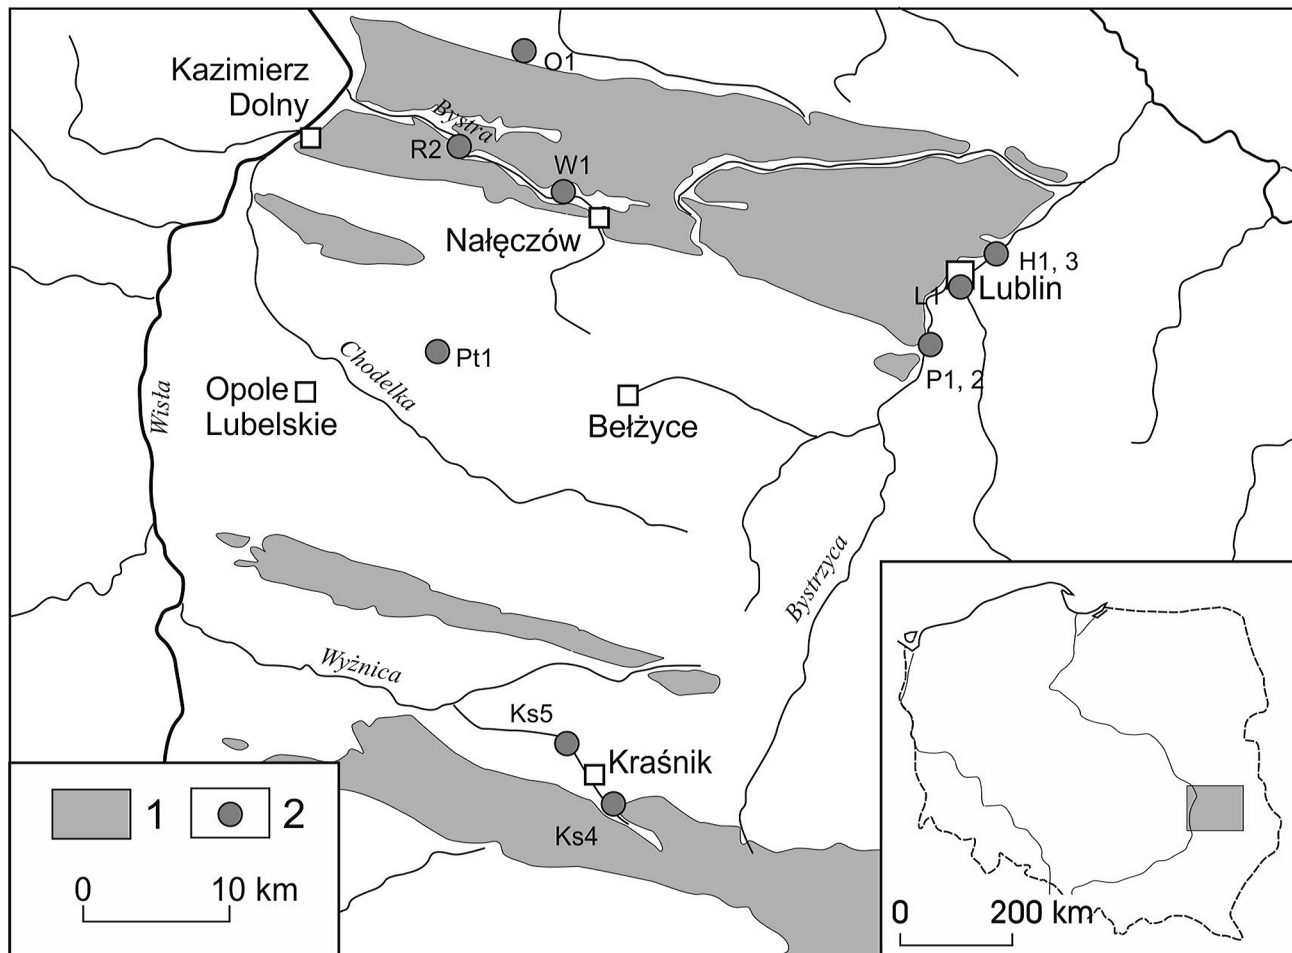 Kazimierz
Dolny
O1
Bystra
R2
W1
Nałęczów
H1, 3
L1
Lublin
Pt1
P1, 2
Chodelka
Wisła
Opole
Lubelskie
Bełżyce
Bystrzyca
Wyżnica
Ks5
Kraśnik
Ks4
1
2
0
10 km
0
200 km